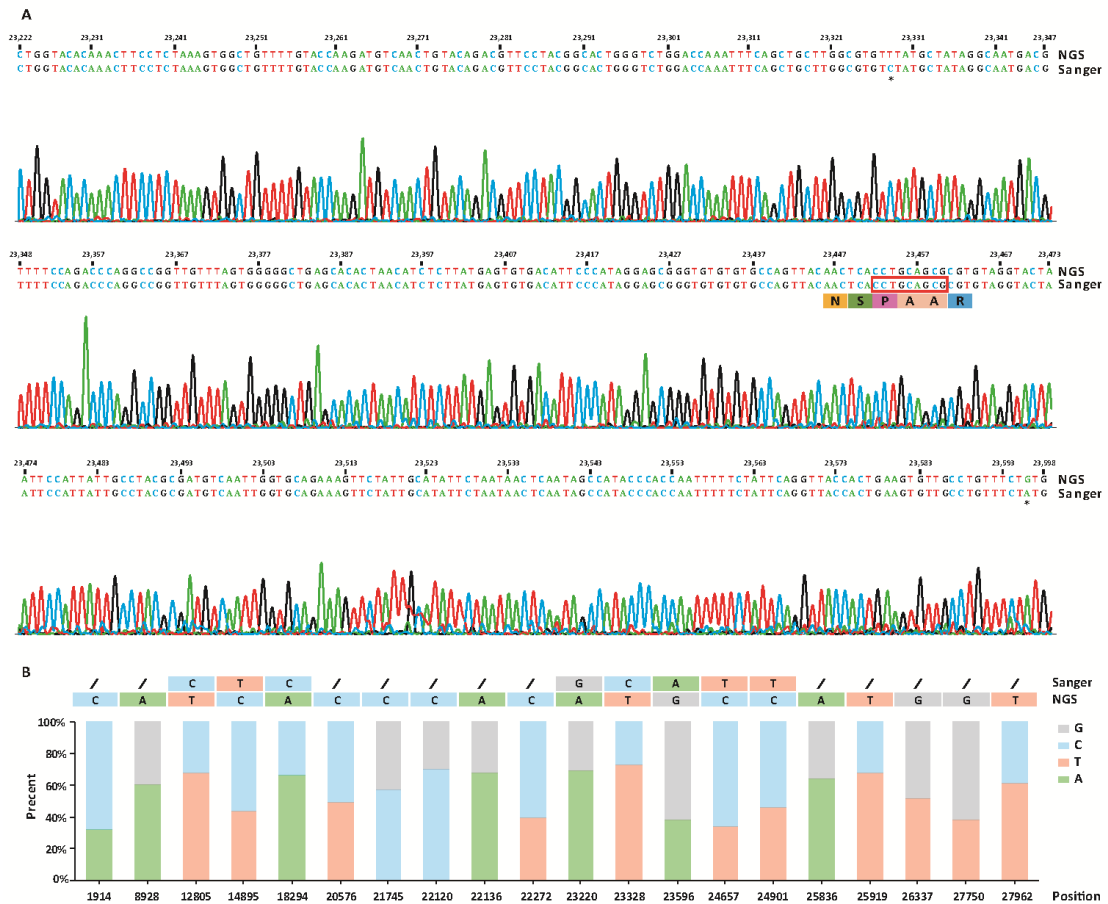 A
23,222 23,231 23,241 23,251 23,261 23,271 23,281 23,291 23,301 23,311 23,321 23,331 23,341 23,347
CTGGTACACAAACTTCCTCTAAAGTGGCTGTTTTGTACCAAGATGTCAACTGTACAGACGTTCCTACGGCACTGGGTCTGGACCAAATTTCAGCTGCTTGGCGTGTTTATGCTATAGGCAATGACG NGS
CTGGTACACAAACTTCCTCTAAAGTGGCTGTTTTGTACCAAGATGTCAACTGTACAGACGTTCCTACGGCACTGGGTCTGGACCAAATTTCAGCTGCTTGGCGTGTCTATGCTATAGGCAATGACG Sanger
*
23,348 23,357 23,367 23,377 23,387 23,397 23,407 23,417 23,427 23,437 23,447 23,457 23,467 23,473
TTTTCCAGACCCAGGCCGGTTGTTTAGTGGGGGCTGAGCACACTAACATCTCTTATGAGTGTGACATTCCCATAGGAGCGGGTGTGTGTGCCAGTTACAACTCACCTGCAGCGCGTGTAGGTACTA NGS
TTTTCCAGACCCAGGCCGGTTGTTTAGTGGGGGCTGAGCACACTAACATCTCTTATGAGTGTGACATTCCCATAGGAGCGGGTGTGTGTGCCAGTTACAACTCACCTGCAGCGCGTGTAGGTACTA Sanger
N S P A A R
23,474 23,483 23,493 23,503 23,513 23,523 23,533 23,543 23,553 23,563 23,573 23,583 23,593 23,598
ATTCCATTATTGCCTACGCGATGTCAATTGGTGCAGAAAGTTCTATTGCATATTCTAATAACTCAATAGCCATACCCACCAATTTTTCTATTCAGGTTACCACTGAAGTGTTGCCTGTTTCTGTG NGS
ATTCCATTATTGCCTACGCGATGTCAATTGGTGCAGAAAGTTCTATTGCATATTCTAATAACTCAATAGCCATACCCACCAATTTTTCTATTCAGGTTACCACTGAAGTGTTGCCTGTTTCTATG Sanger
*
B
/ / C T C / / / / / G C A T T / / / / / Sanger
C A T C A C C C A C A T G C C A T G G T NGS
100%
80%
60%
40%
20%
0%
Precent
G
C
T
A
1914 8928 12805 14895 18294 20576 21745 22120 22136 22272 23220 23328 23596 24657 24901 25836 25919 26337 27750 27962 Position